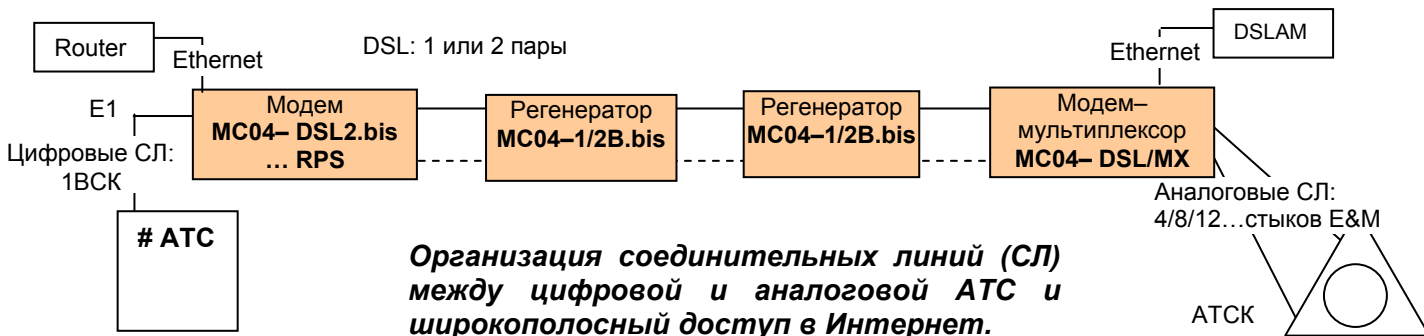 Router
Ethernet
DSL: 1 или 2 пары
Ethernet
DSLAM
E1
Модем
MC04– DSL2.bis
... RPS
Регенератор
MC04–1/2B.bis
Регенератор
MC04–1/2B.bis
Модем–
мультиплексор
MC04– DSL/MX
Цифровые СЛ:
1ВСК
# АТС
Аналоговые СЛ:
4/8/12…стыков E&M
АТСК
Организация соединительных линий (СЛ)
между цифровой и аналоговой АТС и
широкополосный доступ в Интернет.